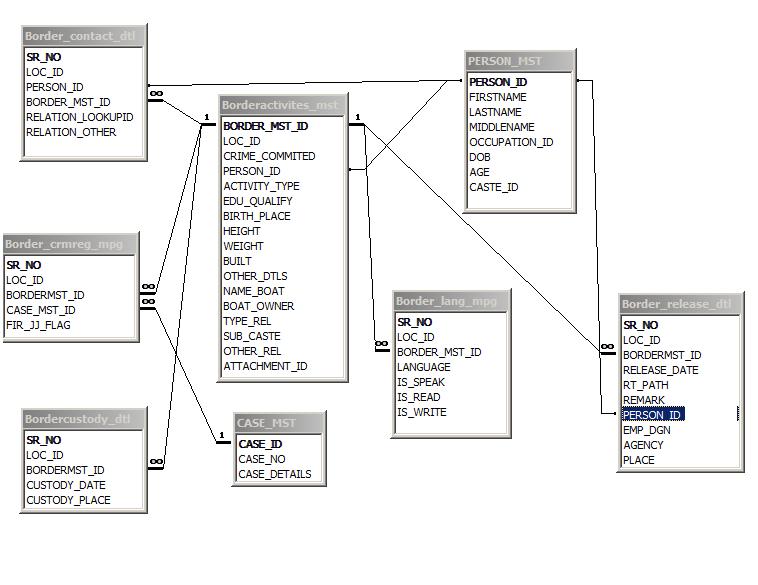 Border_contact_dtl
SR_NO
LOC_ID
PERSON_ID
BORDER_MST_ID
RELATION_LOOKUPID
RELATION_OTHER
∞
1
Borderactivites_mst
BORDER_MST_ID
LOC_ID
CRIME_COMMITED
PERSON_ID
ACTIVITY_TYPE
EDU_QUALIFY
BIRTH_PLACE
HEIGHT
WEIGHT
BUILT
OTHER_DTLS
NAME_BOAT
BOAT_OWNER
TYPE_REL
SUB_CASTE
OTHER_REL
ATTACHMENT_ID
1
PERSON_MST
PERSON_ID
FIRSTNAME
LASTNAME
MIDDLENAME
OCCUPATION_ID
DOB
AGE
CASTE_ID
Border_crmreg_mpg
SR_NO
LOC_ID
BORDERMST_ID
CASE_MST_ID
FIR_JJ_FLAG
∞
∞
Border_lang_mpg
SR_NO
LOC_ID
BORDER_MST_ID
LANGUAGE
IS_SPEAK
IS_READ
IS_WRITE
∞
Border_release_dtl
SR_NO
LOC_ID
BORDERMST_ID
RELEASE_DATE
RT_PATH
REMARK
PERSON_ID
EMP_DGN
AGENCY
PLACE
∞
Bordercustody_dtl
SR_NO
LOC_ID
BORDERMST_ID
CUSTODY_DATE
CUSTODY_PLACE
∞
1
CASE_MST
CASE_ID
CASE_NO
CASE_DETAILS